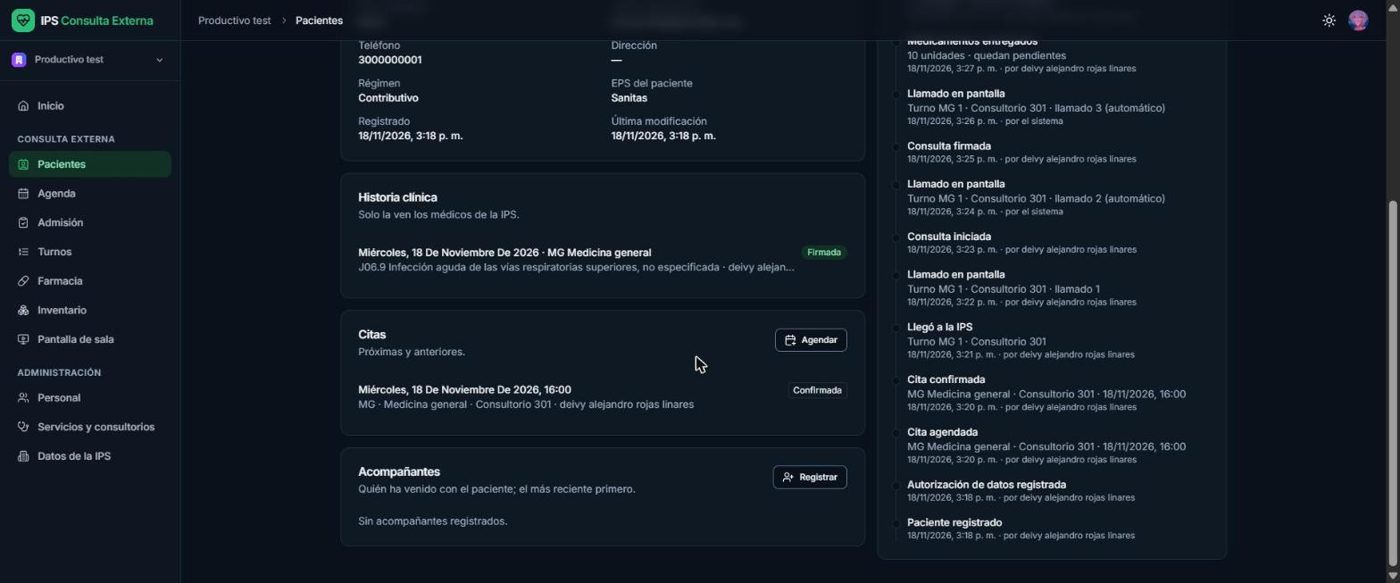 IPS Consulta Externa
Productivo test
Inicio
CONSULTA EXTERNA
Pacientes
Agenda
Admisión
Turnos
Farmacia
Inventario
Pantalla de sala
ADMINISTRACIÓN
Personal
Servicios y consultorios
Datos de la IPS
Productivo test > Pacientes
Teléfono
3000000001
Dirección
—
Régimen
Contributivo
EPS del paciente
Sanitas
Registrado
18/11/2026, 3:18 p. m.
Última modificación
18/11/2026, 3:18 p. m.
Historia clínica
Solo la ven los médicos de la IPS.
Miércoles, 18 De Noviembre De 2026 · MG Medicina general
Firmada
J06.9 Infección aguda de las vías respiratorias superiores, no especificada · deivy alejan...
Citas
Próximas y anteriores.
Agendar
Miércoles, 18 De Noviembre De 2026, 16:00
Confirmada
MG · Medicina general · Consultorio 301 · deivy alejandro rojas linares
Acompañantes
Quién ha venido con el paciente; el más reciente primero.
Registrar
Sin acompañantes registrados.
Medicamentos entregados
10 unidades · quedan pendientes
18/11/2026, 3:27 p. m. · por deivy alejandro rojas linares
Llamado en pantalla
Turno MG 1 · Consultorio 301 · llamado 3 (automático)
18/11/2026, 3:26 p. m. · por el sistema
Consulta firmada
18/11/2026, 3:25 p. m. · por deivy alejandro rojas linares
Llamado en pantalla
Turno MG 1 · Consultorio 301 · llamado 2 (automático)
18/11/2026, 3:24 p. m. · por el sistema
Consulta iniciada
18/11/2026, 3:23 p. m. · por deivy alejandro rojas linares
Llamado en pantalla
Turno MG 1 · Consultorio 301 · llamado 1
18/11/2026, 3:22 p. m. · por deivy alejandro rojas linares
Llegó a la IPS
Turno MG 1 · Consultorio 301
18/11/2026, 3:21 p. m. · por deivy alejandro rojas linares
Cita confirmada
MG Medicina general · Consultorio 301 · 18/11/2026, 16:00
18/11/2026, 3:20 p. m. · por deivy alejandro rojas linares
Cita agendada
MG Medicina general · Consultorio 301 · 18/11/2026, 16:00
18/11/2026, 3:20 p. m. · por deivy alejandro rojas linares
Autorización de datos registrada
18/11/2026, 3:18 p. m. · por deivy alejandro rojas linares
Paciente registrado
18/11/2026, 3:18 p. m. · por deivy alejandro rojas linares